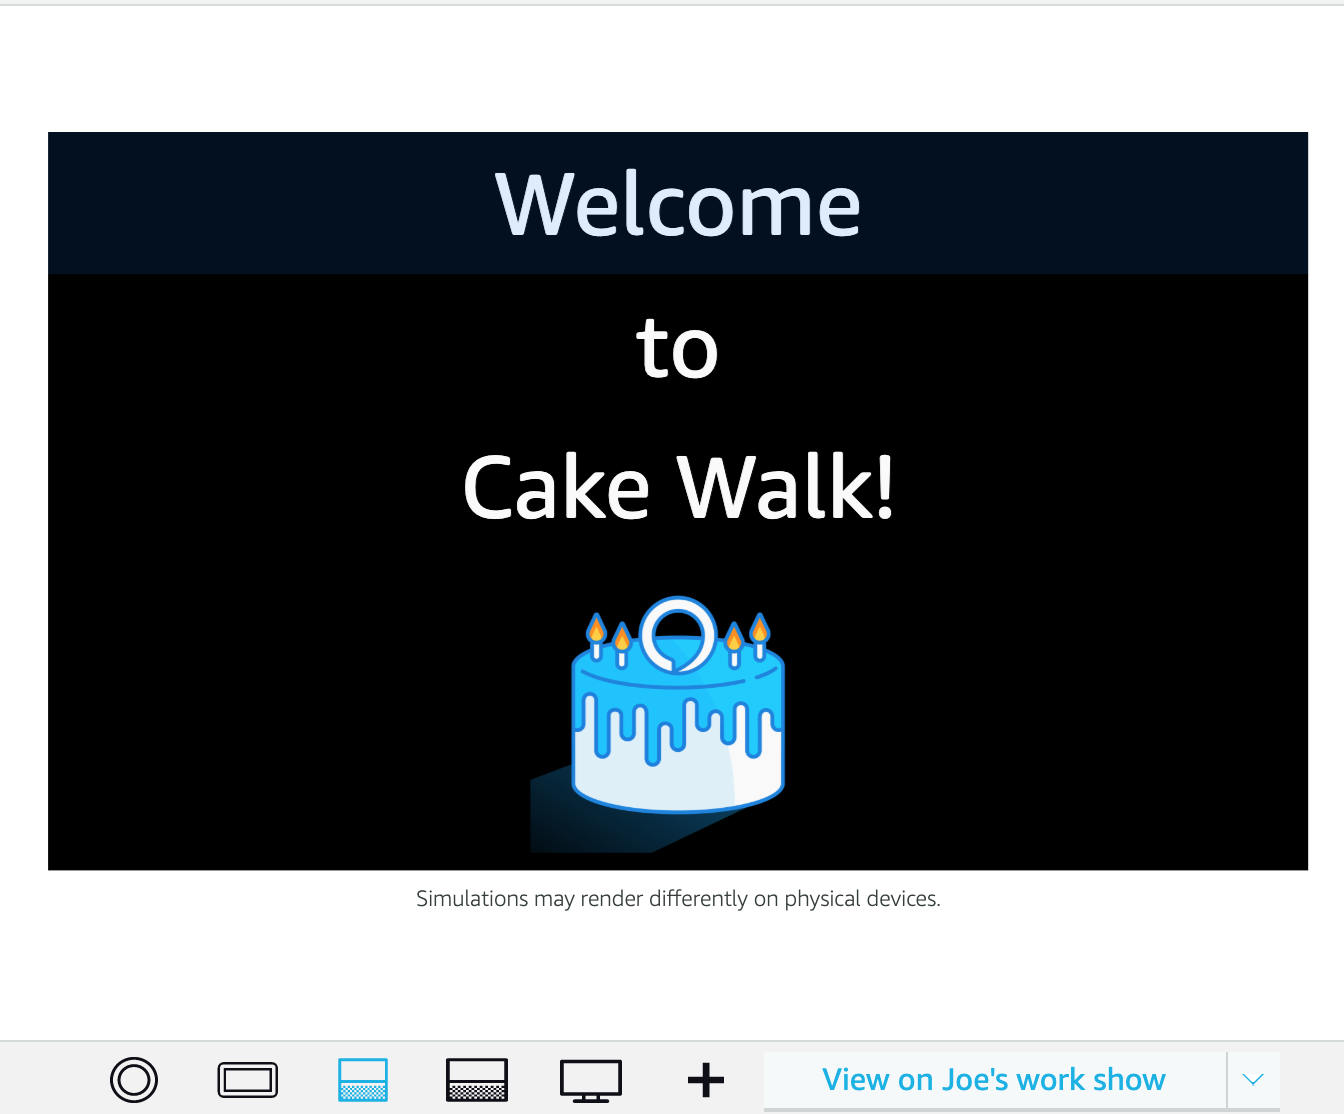 Welcome
to
Cake Walk!
Simulations may render differently on physical devices.
View on Joe's work show